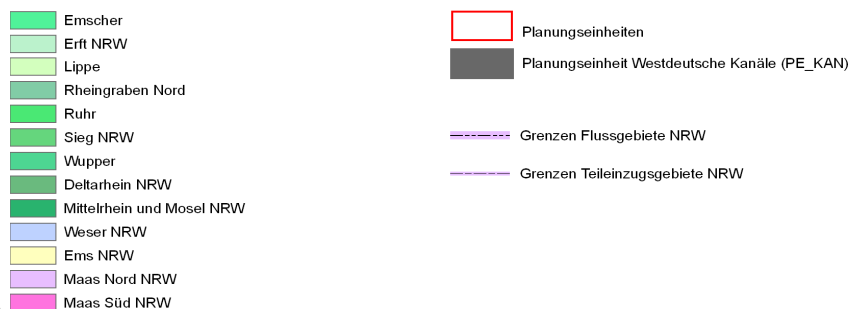 Emscher
Erft NRW
Lippe
Rheingraben Nord
Ruhr
Sieg NRW
Wupper
Deltarhein NRW
Mittelrhein und Mosel NRW
Weser NRW
Ems NRW
Maas Nord NRW
Maas Süd NRW
Planungseinheiten
Planungseinheit Westdeutsche Kanäle (PE_KAN)
Grenzen Flussgebiete NRW
Grenzen Teileinzugsgebiete NRW